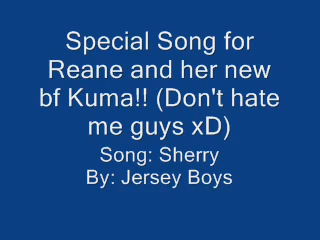 Special Song for
Reane and her new
bf Kuma!! (Don't hate
me guys xD)
Song: Sherry
By: Jersey Boys